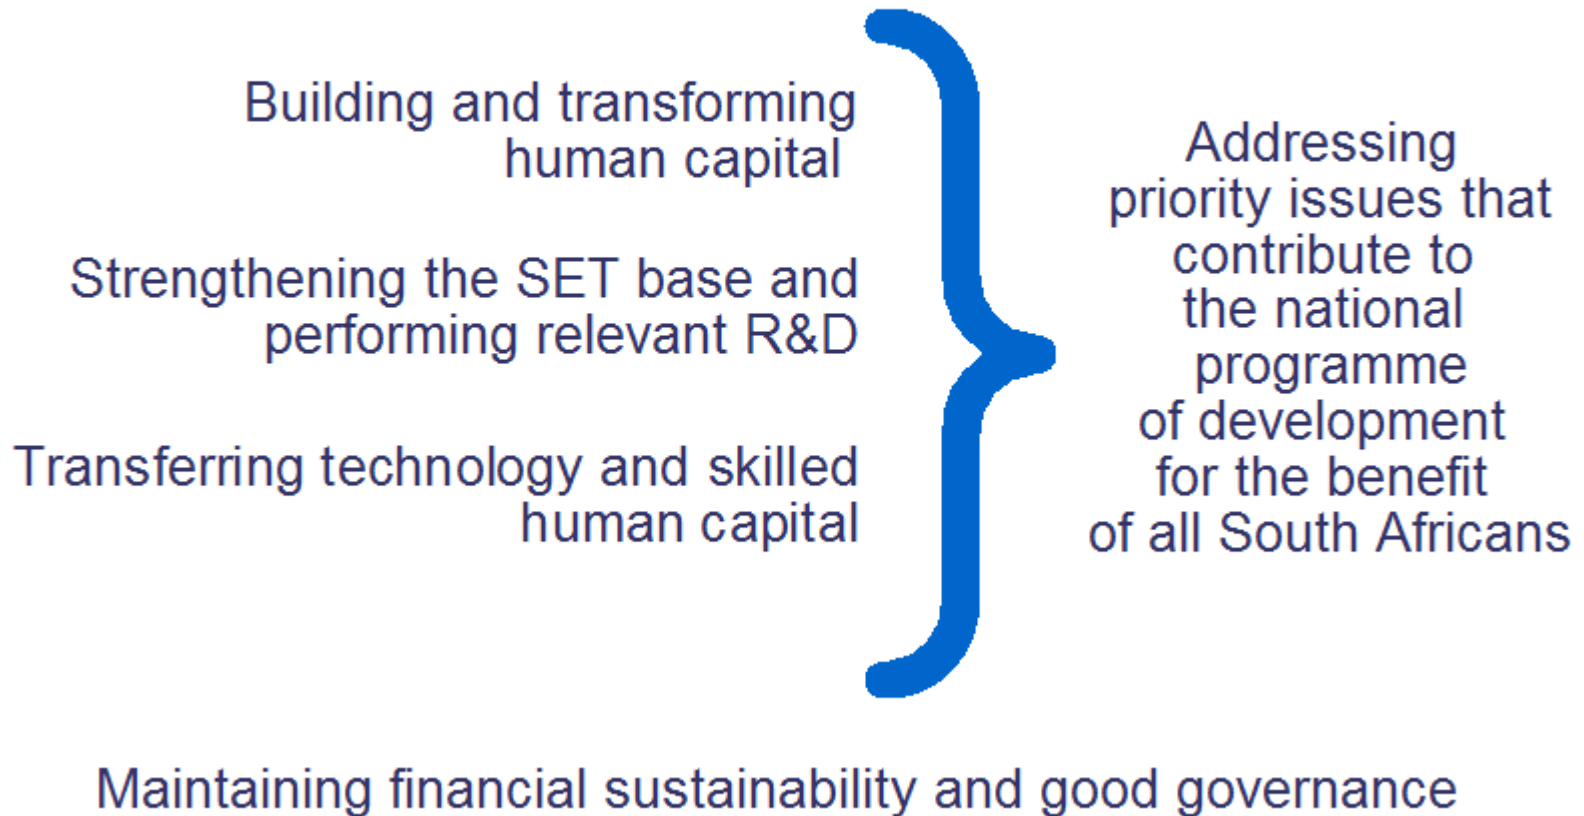 Building and transforming
human capital
Strengthening the SET base and
performing relevant R&D
Transferring technology and skilled
human capital
Addressing
priority issues that
contribute to
the national
programme
of development
for the benefit
of all South Africans
Maintaining financial sustainability and good governance